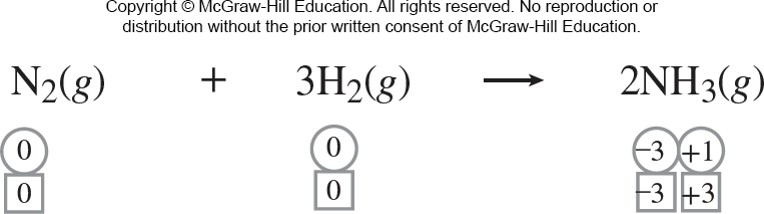 Copyright © McGraw-Hill Education. All rights reserved. No reproduction or
distribution without the prior written consent of McGraw-Hill Education.
N₂(g) + 3H₂(g) ⟶ 2NH₃(g)
0 0 −3 +1
0 0 −3 +3